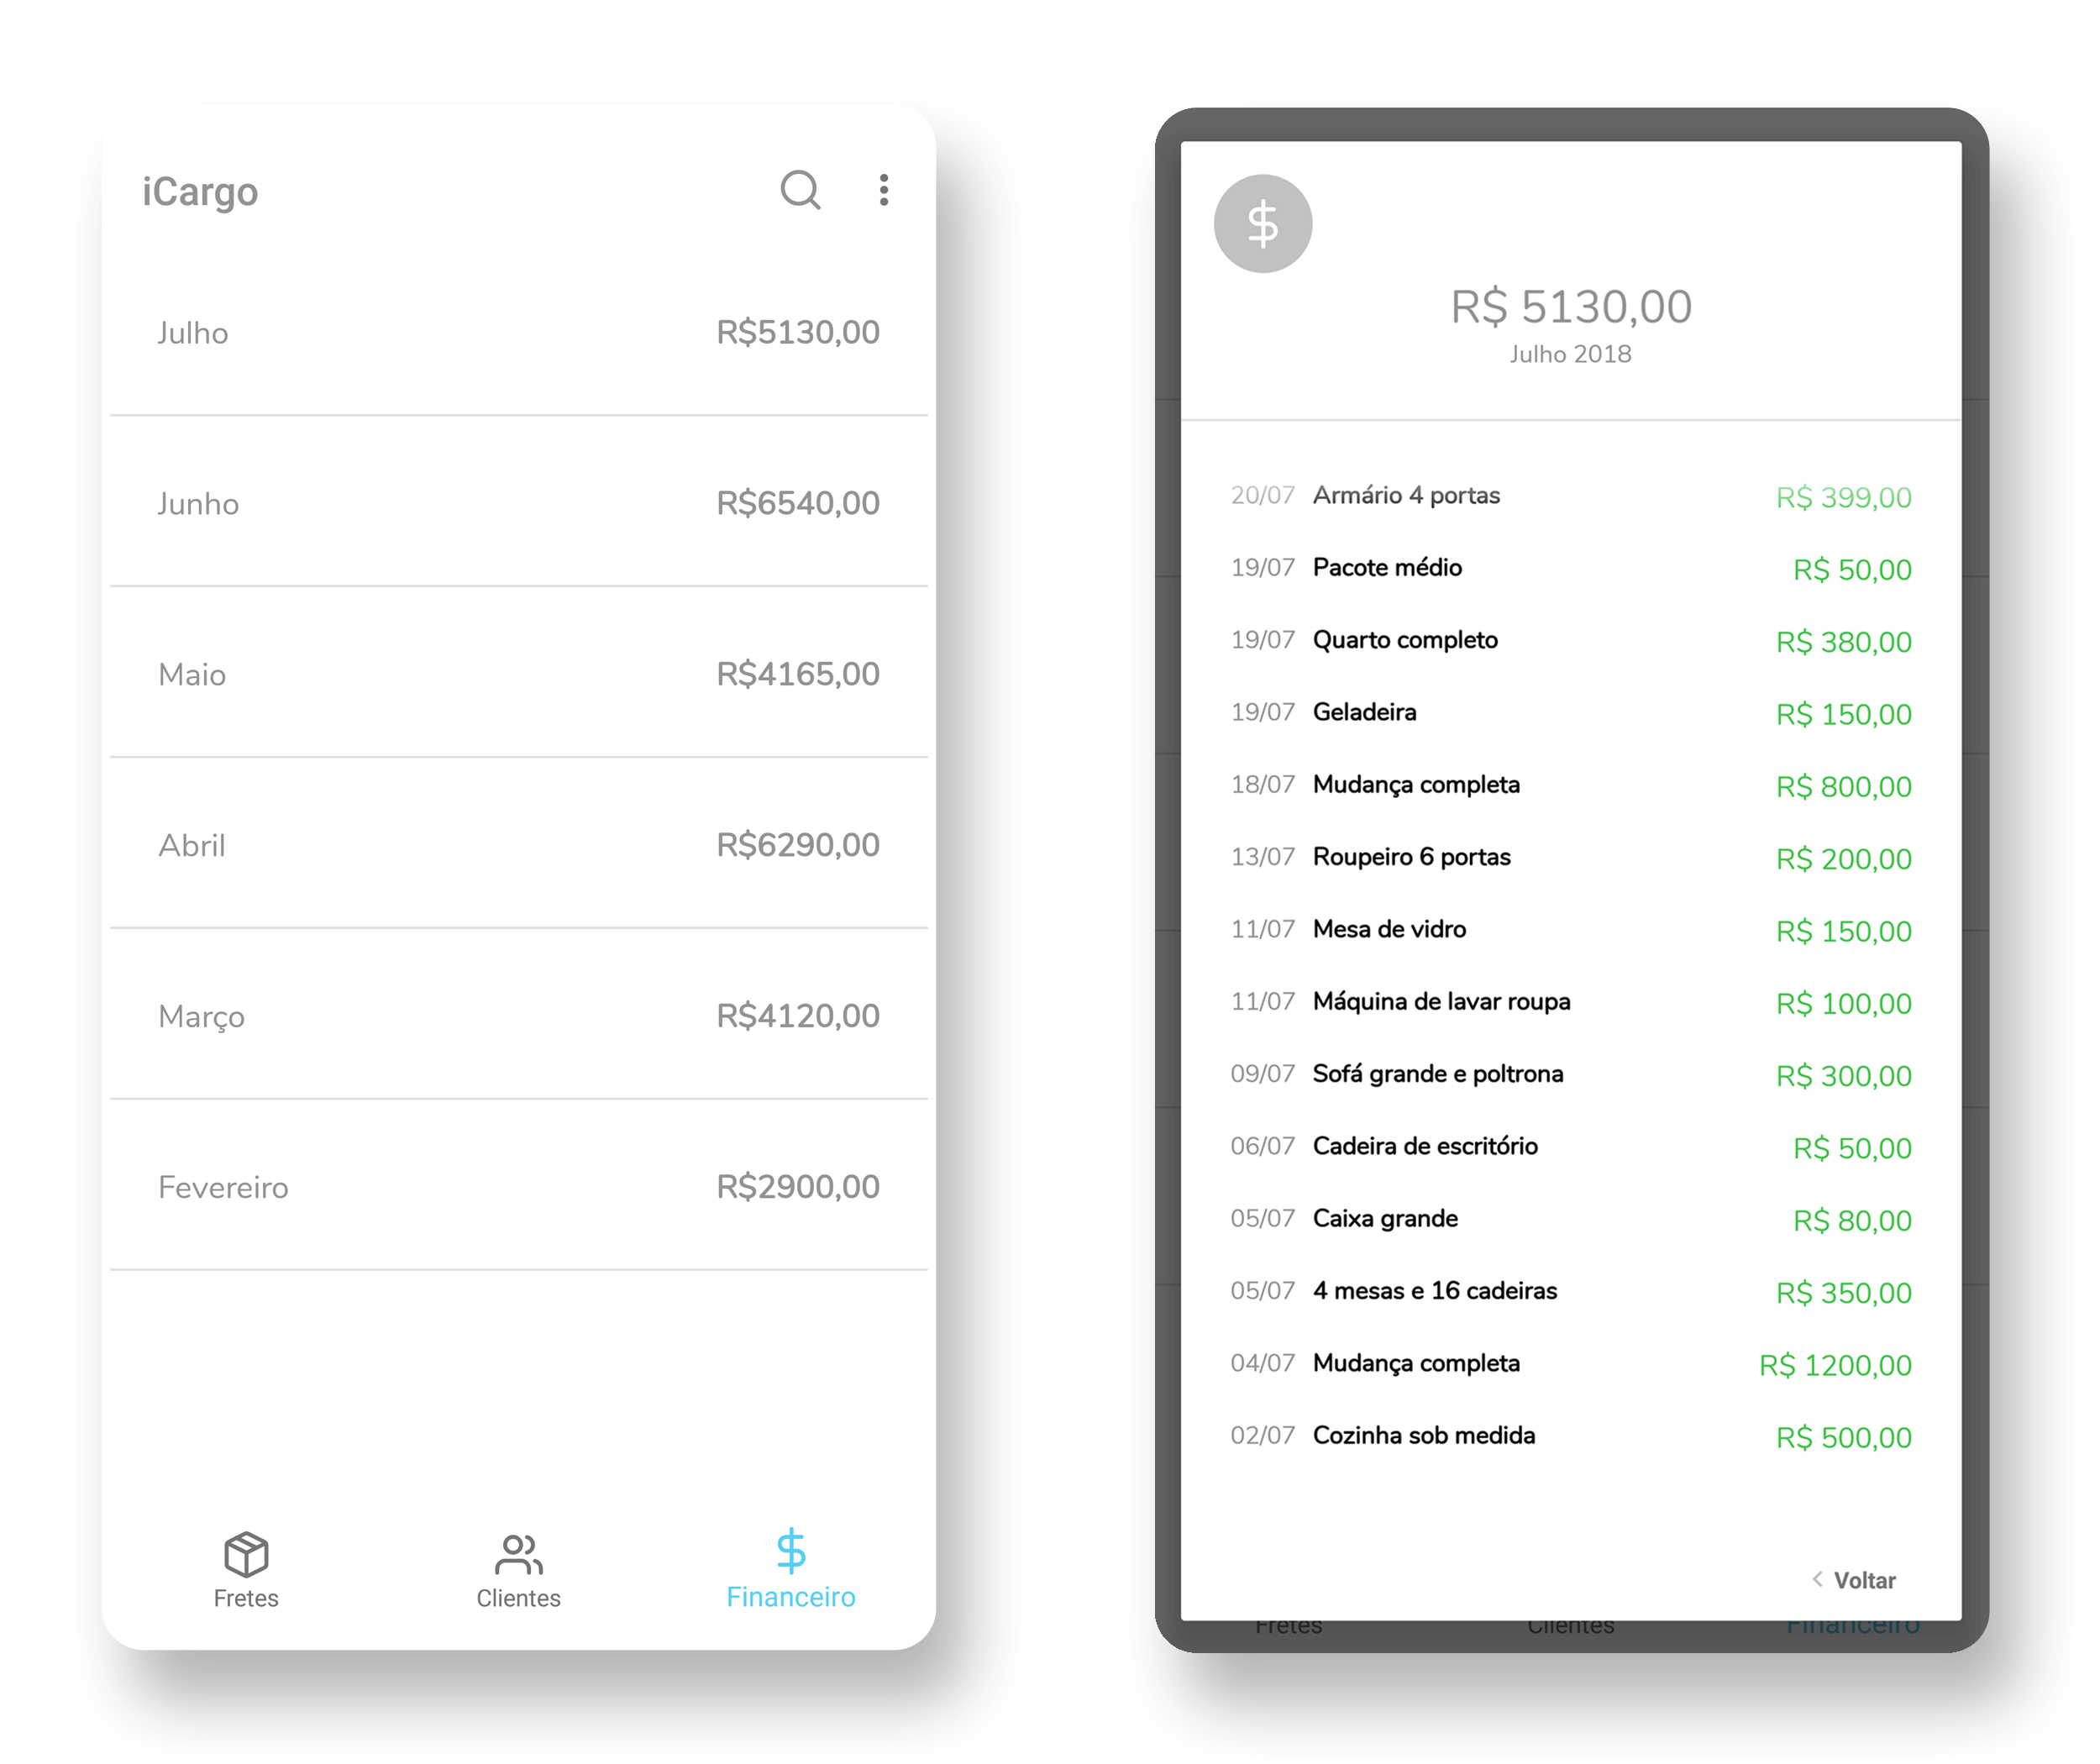 iCargo
Julho R$5130,00
Junho R$6540,00
Maio R$4165,00
Abril R$6290,00
Março R$4120,00
Fevereiro R$2900,00
Fretes Clientes Financeiro
$
R$ 5130,00
Julho 2018
20/07 Armário 4 portas R$ 399,00
19/07 Pacote médio R$ 50,00
19/07 Quarto completo R$ 380,00
19/07 Geladeira R$ 150,00
18/07 Mudança completa R$ 800,00
13/07 Roupeiro 6 portas R$ 200,00
11/07 Mesa de vidro R$ 150,00
11/07 Máquina de lavar roupa R$ 100,00
09/07 Sofá grande e poltrona R$ 300,00
06/07 Cadeira de escritório R$ 50,00
05/07 Caixa grande R$ 80,00
05/07 4 mesas e 16 cadeiras R$ 350,00
04/07 Mudança completa R$ 1200,00
02/07 Cozinha sob medida R$ 500,00
Voltar
Fretes Clientes Financeiro